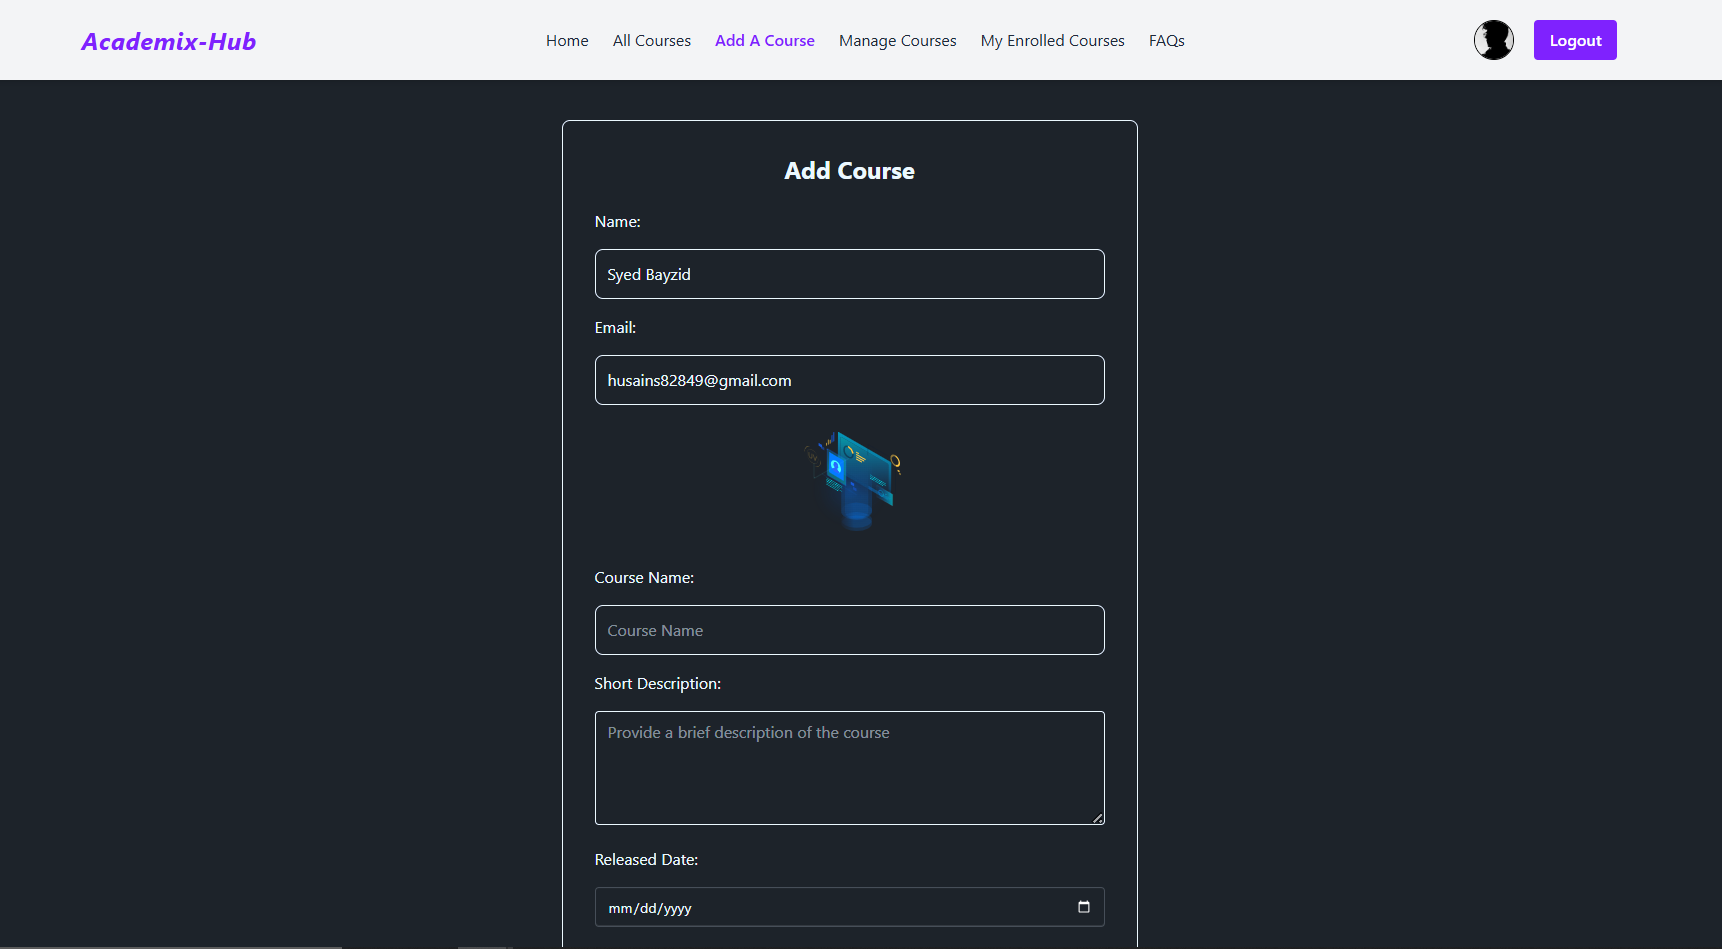 Academix-Hub
Home All Courses Add A Course Manage Courses My Enrolled Courses FAQs
Logout
Add Course
Name:
Syed Bayzid
Email:
husains82849@gmail.com
Course Name:
Course Name
Short Description:
Provide a brief description of the course
Released Date:
mm/dd/yyyy